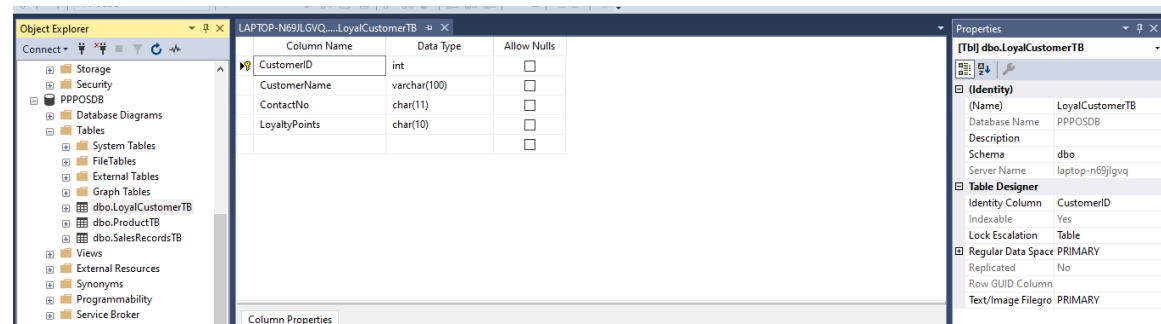 Object Explorer
Connect
Storage
Security
PPPOSDB
Database Diagrams
Tables
System Tables
FileTables
External Tables
Graph Tables
dbo.LoyalCustomerTB
dbo.ProductTB
dbo.SalesRecordsTB
Views
External Resources
Synonyms
Programmability
Service Broker
LAPTOP-N69JLGVQ.....LoyalCustomerTB
Column Name Data Type Allow Nulls
CustomerID int
CustomerName varchar(100)
ContactNo char(11)
LoyaltyPoints char(10)
Column Properties
Properties
[Tbl] dbo.LoyalCustomerTB
(Identity)
(Name) LoyalCustomerTB
Database Name PPPOSDB
Description
Schema dbo
Server Name laptop-n69jlgvq
Table Designer
Identity Column CustomerID
Indexable Yes
Lock Escalation Table
Regular Data Space PRIMARY
Replicated No
Row GUID Column
Text/Image Filegro PRIMARY